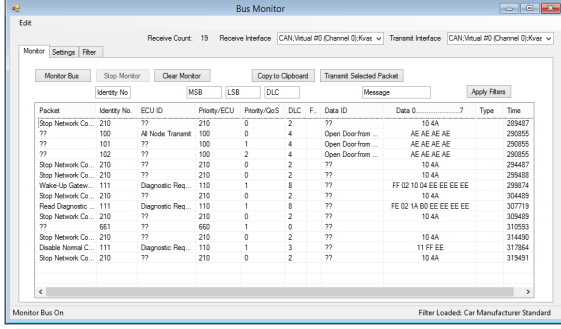 Bus Monitor
Edit
Receive Count: 19 Receive Interface CAN;Virtual #0 (Channel 0);Kvas Transmit Interface CAN;Virtual #0 (Channel 0);Kvas
Monitor Settings Filter
Monitor Bus Stop Monitor Clear Monitor Copy to Clipboard Transmit Selected Packet
Identity No MSB LSB DLC Message Apply Filters
Packet Identity No. ECU ID Priority/ECU Priority/QoS DLC F.. Data ID Data 0......................7 Type Time
Stop Network Co... 210 ?? 210 0 2 ?? 10 4A 289487
?? 100 All Node Transmit 100 0 4 Open Door from ... AE AE AE AE 290855
?? 101 ?? 100 1 4 Open Door from ... AE AE AE AE 290855
?? 102 ?? 100 2 4 Open Door from ... AE AE AE AE 290855
Stop Network Co... 210 ?? 210 0 2 ?? 10 4A 294487
Stop Network Co... 210 ?? 210 0 2 ?? 10 4A 299488
Wake-Up Gatew... 111 Diagnostic Req... 110 1 8 ?? FF 02 10 04 EE EE EE EE 299874
Stop Network Co... 210 ?? 210 0 2 ?? 10 4A 304489
Read Diagnostic ... 111 Diagnostic Req... 110 1 8 ?? FE 02 1A B0 EE EE EE EE 307719
Stop Network Co... 210 ?? 210 0 2 ?? 10 4A 309489
?? 661 ?? 660 1 0 ?? 310593
Stop Network Co... 210 ?? 210 0 2 ?? 10 4A 314490
Disable Normal C... 111 Diagnostic Req... 110 1 3 ?? 11 FF EE 317864
Stop Network Co... 210 ?? 210 0 2 ?? 10 4A 319491
Monitor Bus On Filter Loaded: Car Manufacturer Standard